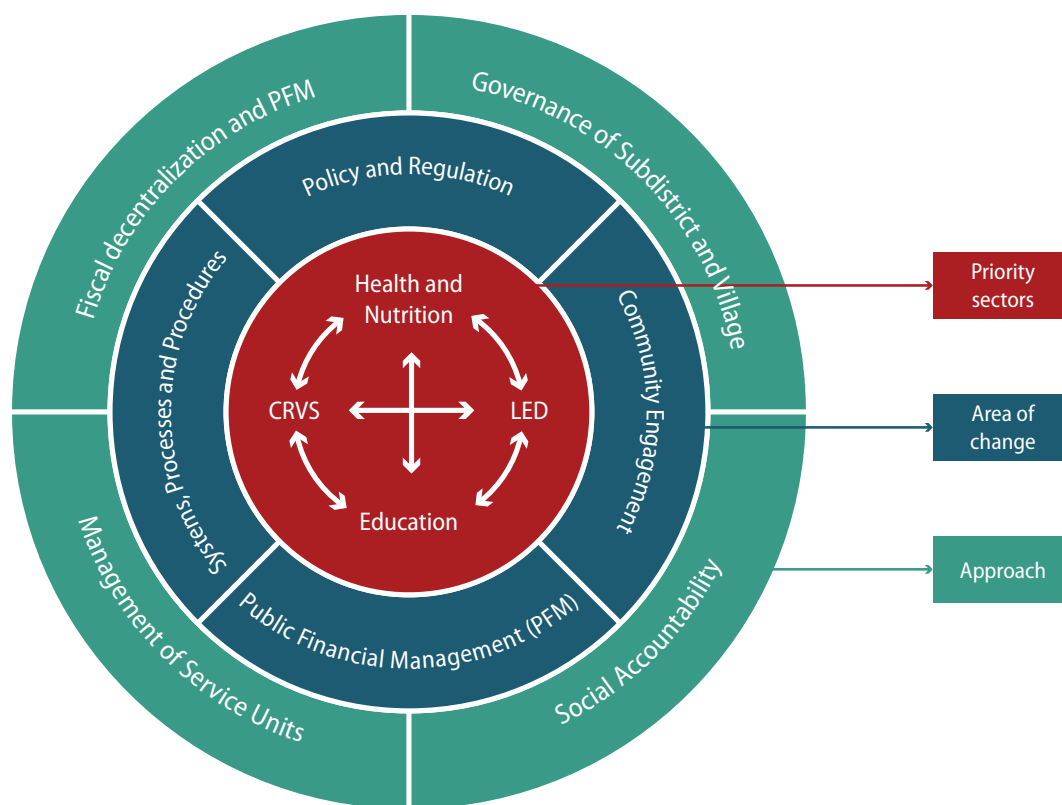 Fiscal decentralization and PFM
Governance of Subdistrict and Village
Policy and Regulation
Systems, Processes and Procedures
Community Engagement
Health and
Nutrition
CRVS
LED
Education
Public Financial Management (PFM)
Management of Service Units
Social Accountability
Priority
sectors
Area of
change
Approach